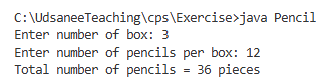 C:\UdsaneeTeaching\cps\Exercise>java Pencil
Enter number of box: 3
Enter number of pencils per box: 12
Total number of pencils = 36 pieces